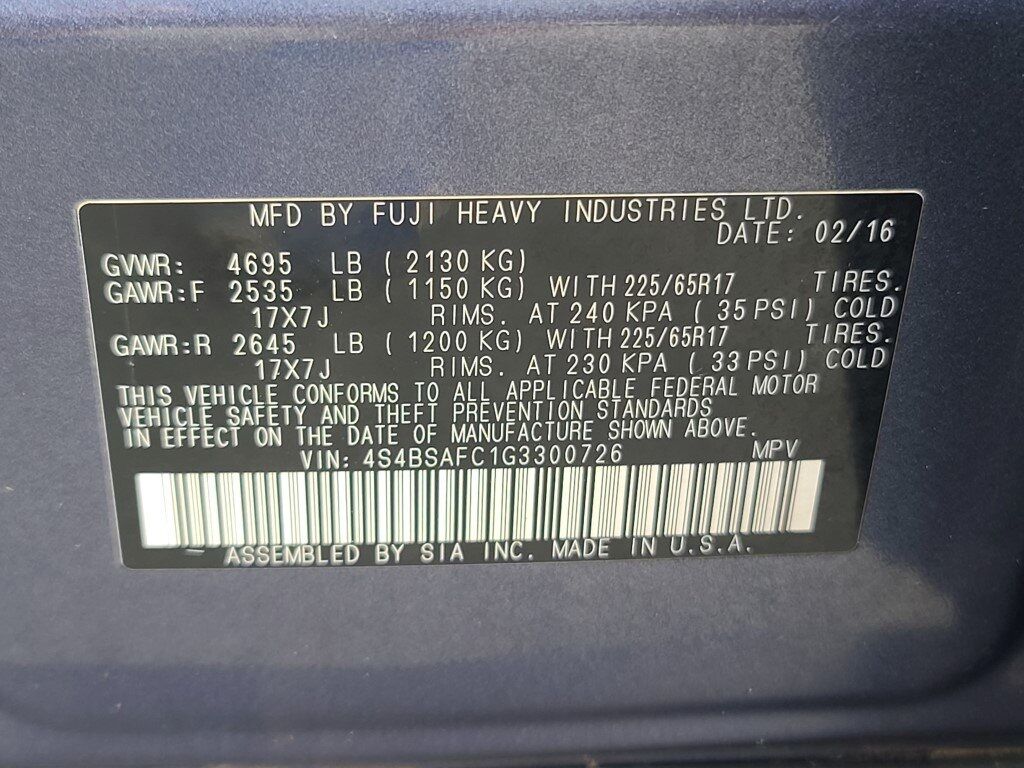 MFD BY FUJI HEAVY INDUSTRIES LTD.
DATE: 02/16
GVWR: 4695 LB ( 2130 KG)
GAWR:F 2535 LB ( 1150 KG) WITH 225/65R17 TIRES.
17X7J RIMS. AT 240 KPA ( 35 PSI) COLD
GAWR:R 2645 LB ( 1200 KG) WITH 225/65R17 TIRES.
17X7J RIMS. AT 230 KPA ( 33 PSI) COLD
THIS VEHICLE CONFORMS TO ALL APPLICABLE FEDERAL MOTOR
VEHICLE SAFETY AND THEFT PREVENTION STANDARDS
IN EFFECT ON THE DATE OF MANUFACTURE SHOWN ABOVE.
VIN: 4S4BSAFC1G3300726 MPV
ASSEMBLED BY SIA INC. MADE IN U.S.A.